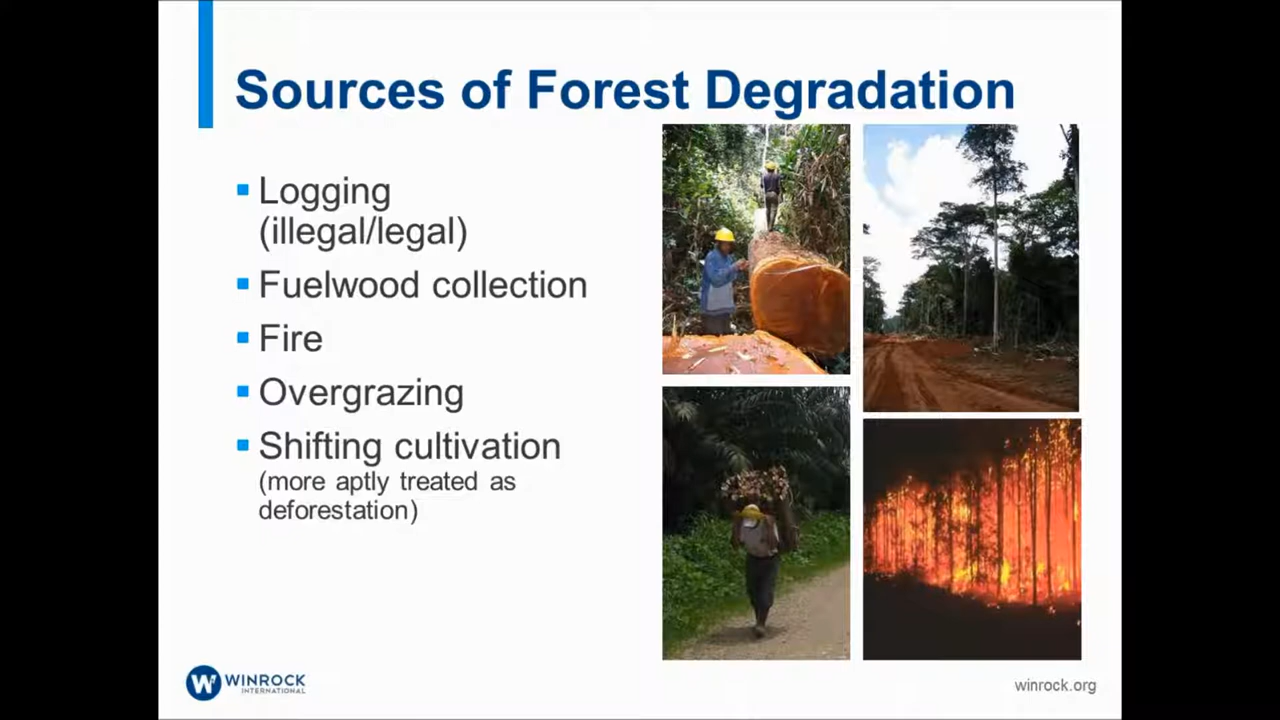 Sources of Forest Degradation
Logging
(illegal/legal)
Fuelwood collection
Fire
Overgrazing
Shifting cultivation
(more aptly treated as
deforestation)
W WINROCK
INTERNATIONAL
winrock.org